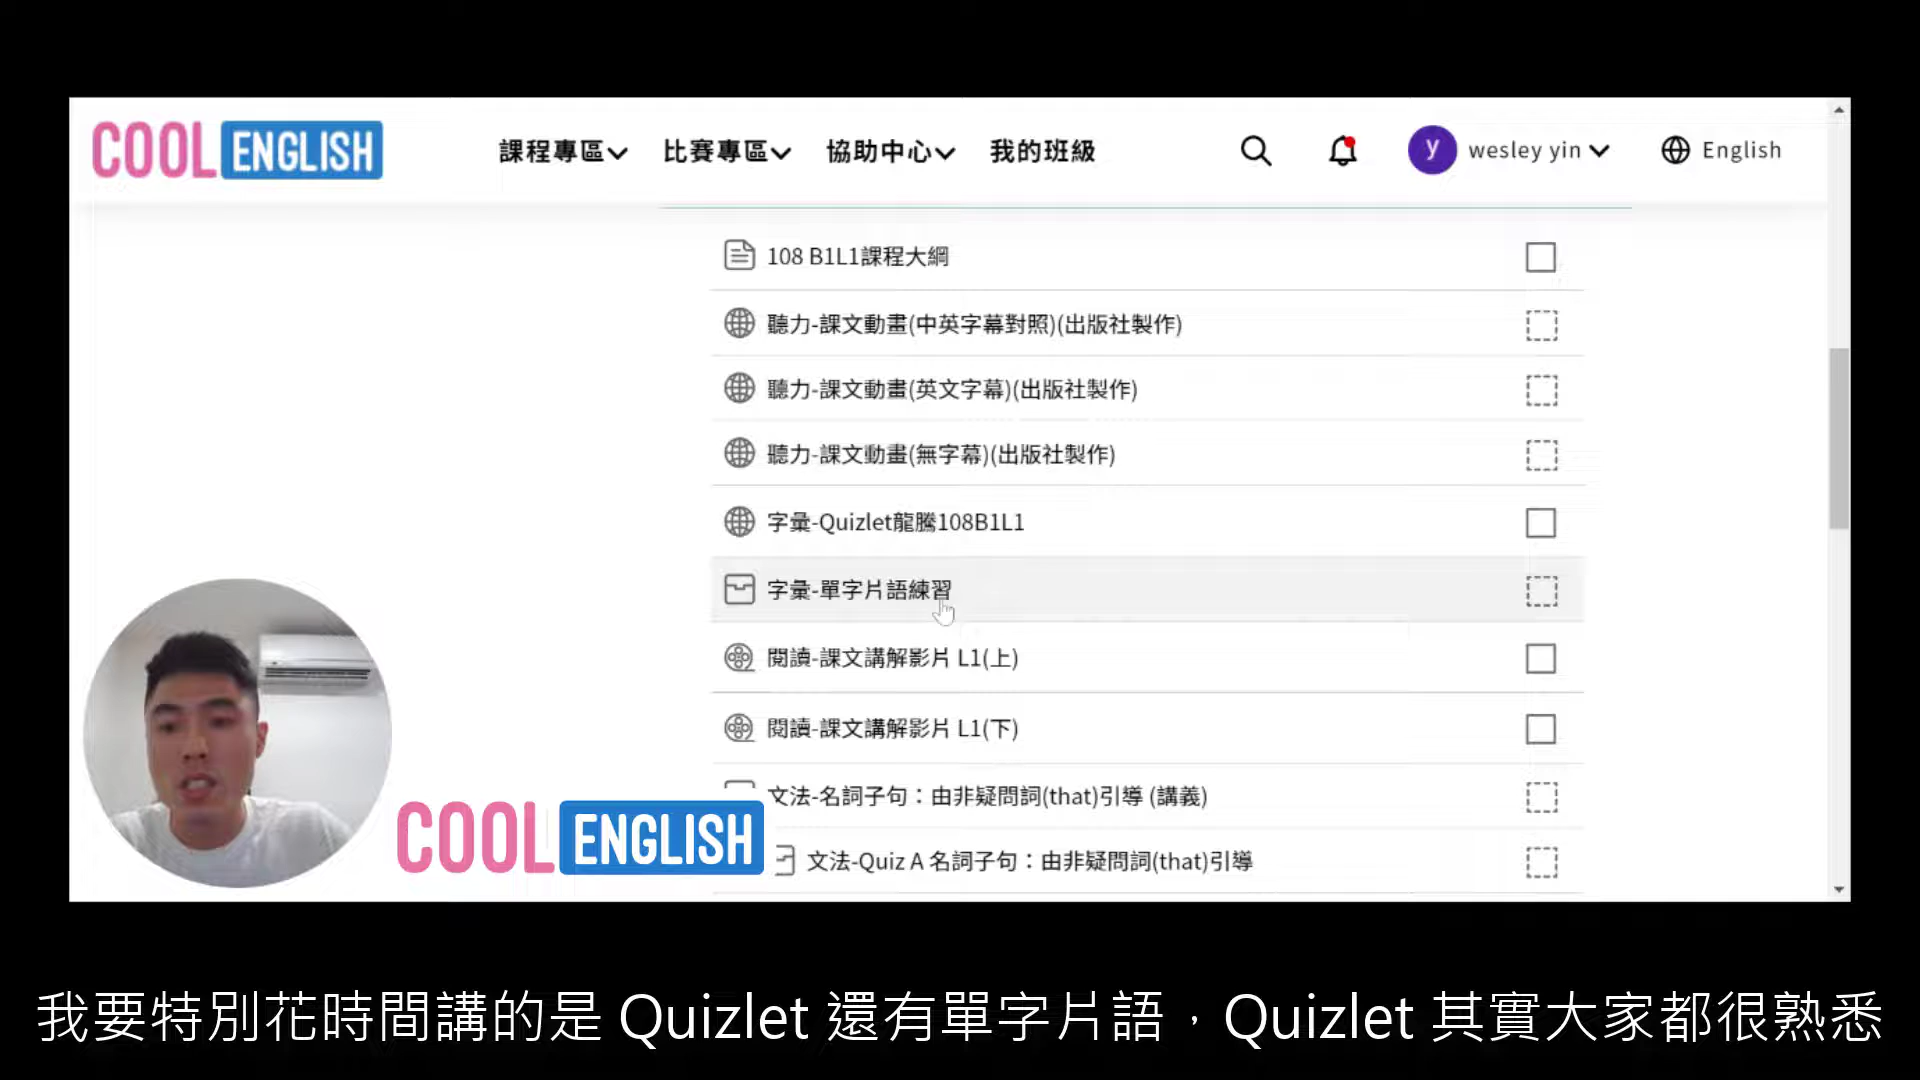 COOL ENGLISH
課程專區 比賽專區 協助中心 我的班級 y wesley yin English
108 B1L1課程大綱
聽力-課文動畫(中英字幕對照)(出版社製作)
聽力-課文動畫(英文字幕)(出版社製作)
聽力-課文動畫(無字幕)(出版社製作)
字彙-Quizlet龍騰108B1L1
字彙-單字片語練習
閱讀-課文講解影片 L1(上)
閱讀-課文講解影片 L1(下)
文法-名詞子句：由非疑問詞(that)引導 (講義)
COOL ENGLISH
文法-Quiz A 名詞子句：由非疑問詞(that)引導
我要特別花時間講的是 Quizlet 還有單字片語，Quizlet 其實大家都很熟悉